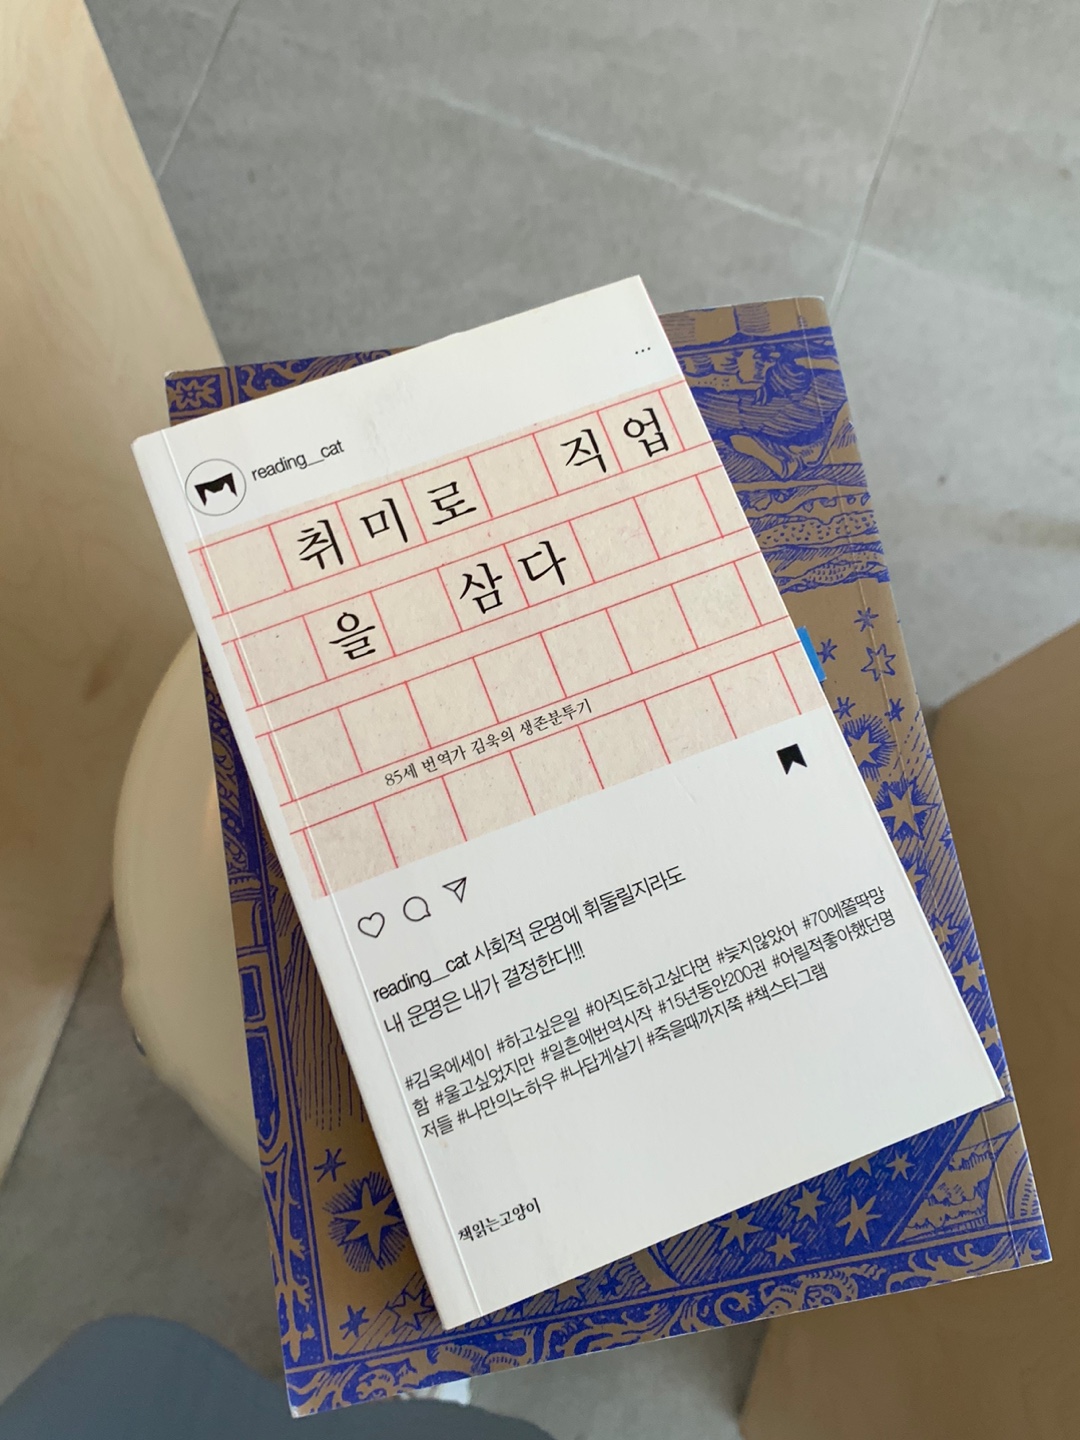 ...
reading__cat
취미로 직업
을 삼다
85세 번역가 김욱의 생존분투기
reading__cat 사회적 운명에 휘둘릴지라도
내 운명은 내가 결정한다!!!
#김욱에세이 #하고싶은일 #아직도하고싶다면 #늦지않았어 #70에쫄딱망
함 #울고싶었지만 #일흔에번역시작 #15년동안200권 #어릴적좋아했던명
저들 #나만의노하우 #나답게살기 #죽을때까지쭉 #책스타그램
책읽는고양이